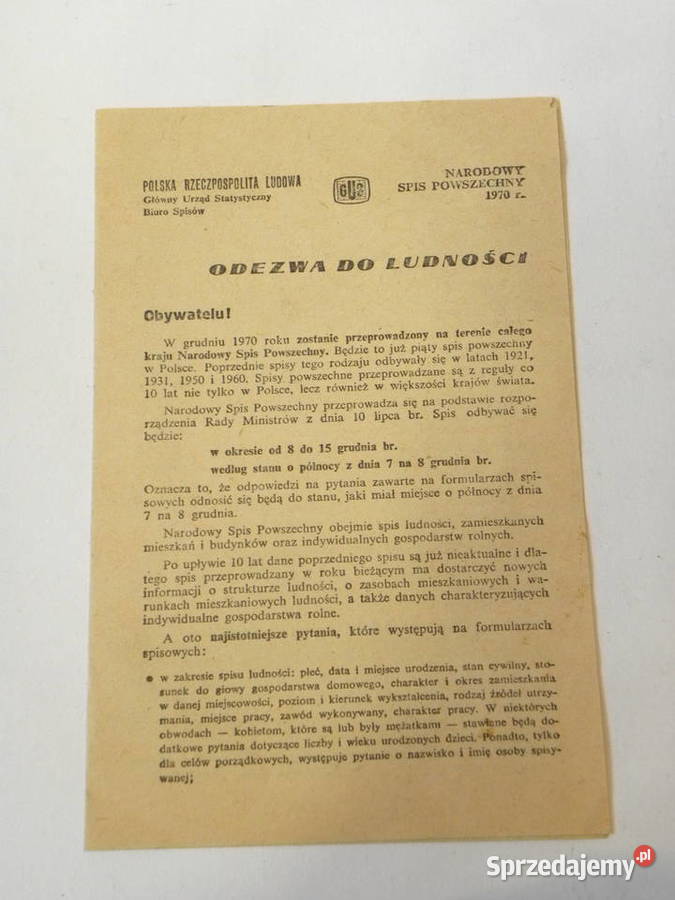 POLSKA RZECZPOSPOLITA LUDOWA
Główny Urząd Statystyczny
Biuro Spisów
GUS
NARODOWY
SPIS POWSZECHNY
1970 r.
ODEZWA DO LUDNOŚCI
Obywatelu!
W grudniu 1970 roku zostanie przeprowadzony na terenie całego
kraju Narodowy Spis Powszechny. Będzie to już piąty spis powszechny
w Polsce. Poprzednie spisy tego rodzaju odbywały się w latach 1921,
1931, 1950 i 1960. Spisy powszechne przeprowadzane są z reguły co
10 lat nie tylko w Polsce, lecz również w większości krajów świata.
Narodowy Spis Powszechny przeprowadza się na podstawie rozpo-
rządzenia Rady Ministrów z dnia 10 lipca br. Spis odbywać się
będzie:
w okresie od 8 do 15 grudnia br.
według stanu o północy z dnia 7 na 8 grudnia br.
Oznacza to, że odpowiedzi na pytania zawarte na formularzach spi-
sowych odnosić się będą do stanu, jaki miał miejsce o północy z dnia
7 na 8 grudnia.
Narodowy Spis Powszechny obejmie spis ludności, zamieszkanych
mieszkań i budynków oraz indywidualnych gospodarstw rolnych.
Po upływie 10 lat dane poprzedniego spisu są już nieaktualne i dla-
tego spis przeprowadzany w roku bieżącym ma dostarczyć nowych
informacji o strukturze ludności, o zasobach mieszkaniowych i wa-
runkach mieszkaniowych ludności, a także danych charakteryzujących
indywidualne gospodarstwa rolne.
A oto najistotniejsze pytania, które występują na formularzach
spisowych:
● w zakresie spisu ludności: płeć, data i miejsce urodzenia, stan cywilny, sto-
sunek do głowy gospodarstwa domowego, charakter i okres zamieszkania
w danej miejscowości, poziom i kierunek wykształcenia, rodzaj źródeł utrzy-
mania, miejsce pracy, zawód wykonywany, charakter pracy. W niektórych
obwodach — kobietom, które są lub były mężatkami — stawiane będą do-
datkowe pytania dotyczące liczby i wieku urodzonych dzieci. Ponadto, tylko
dla celów porządkowych, występuje pytanie o nazwisko i imię osoby spisy-
wanej;
Sprzedajemy.pl